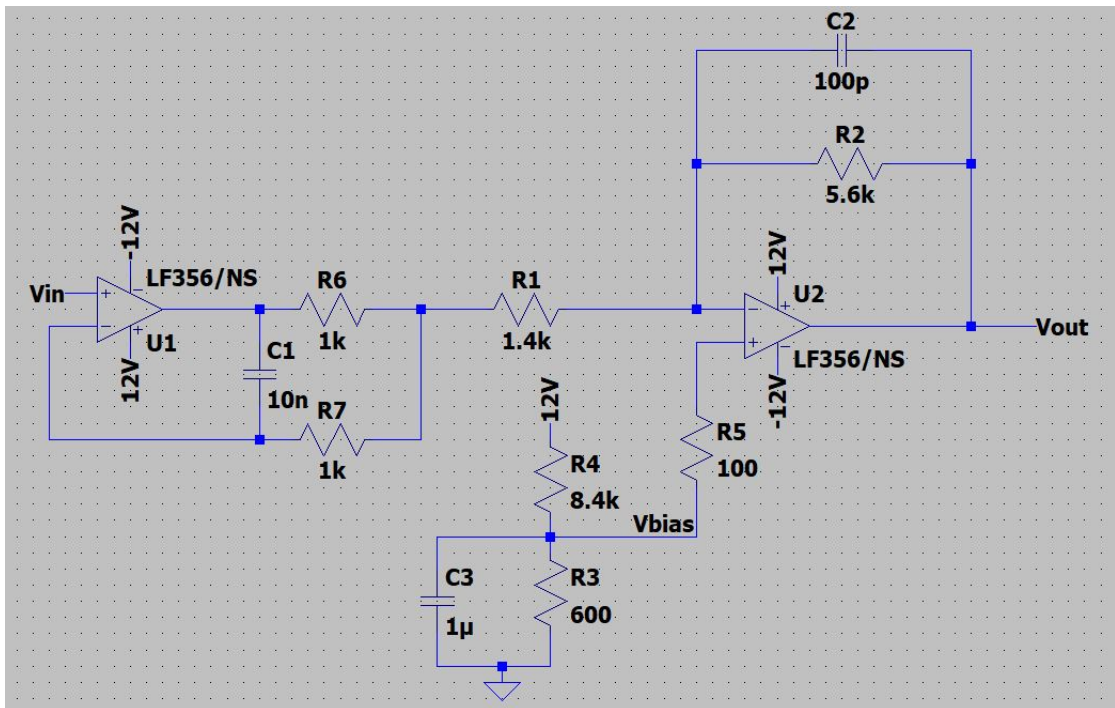 C2
100p
R2
5.6k
-12V
LF356/NS
Vin
+
-
-
+
U1
12V
C1
10n
R6
1k
R7
1k
R1
1.4k
12V
U2
-
+
+
-
LF356/NS
-12V
Vout
12V
R4
8.4k
R5
100
Vbias
C3
1µ
R3
600